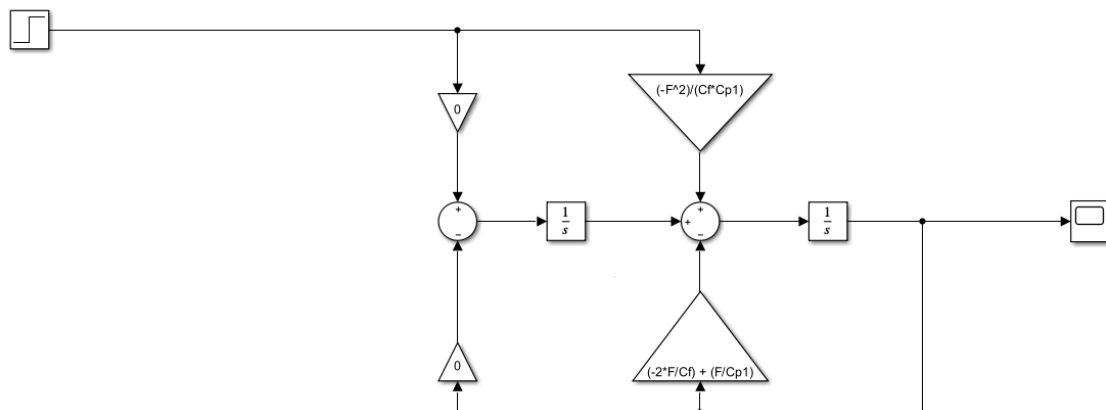 (-F^2)/(Cf*Cp1)
0
+
+
+
−
−
1
s
1
s
0
(-2*F/Cf) + (F/Cp1)